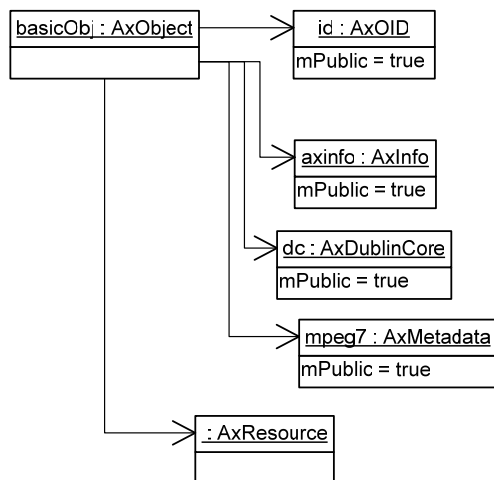 basicObj : AxObject
id : AxOID
mPublic = true
axinfo : AxInfo
mPublic = true
dc : AxDublinCore
mPublic = true
mpeg7 : AxMetadata
mPublic = true
: AxResource